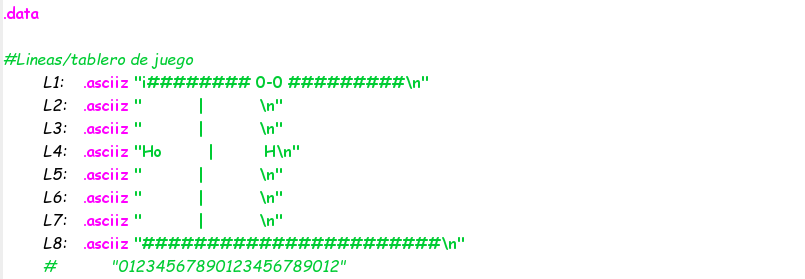 .data
#Lineas/tablero de juego
L1: .asciiz "i######## 0-0 #########\n"
L2: .asciiz "           |           \n"
L3: .asciiz "           |           \n"
L4: .asciiz "Ho         |          H\n"
L5: .asciiz "           |           \n"
L6: .asciiz "           |           \n"
L7: .asciiz "           |           \n"
L8: .asciiz "#######################\n"
# "01234567890123456789012"